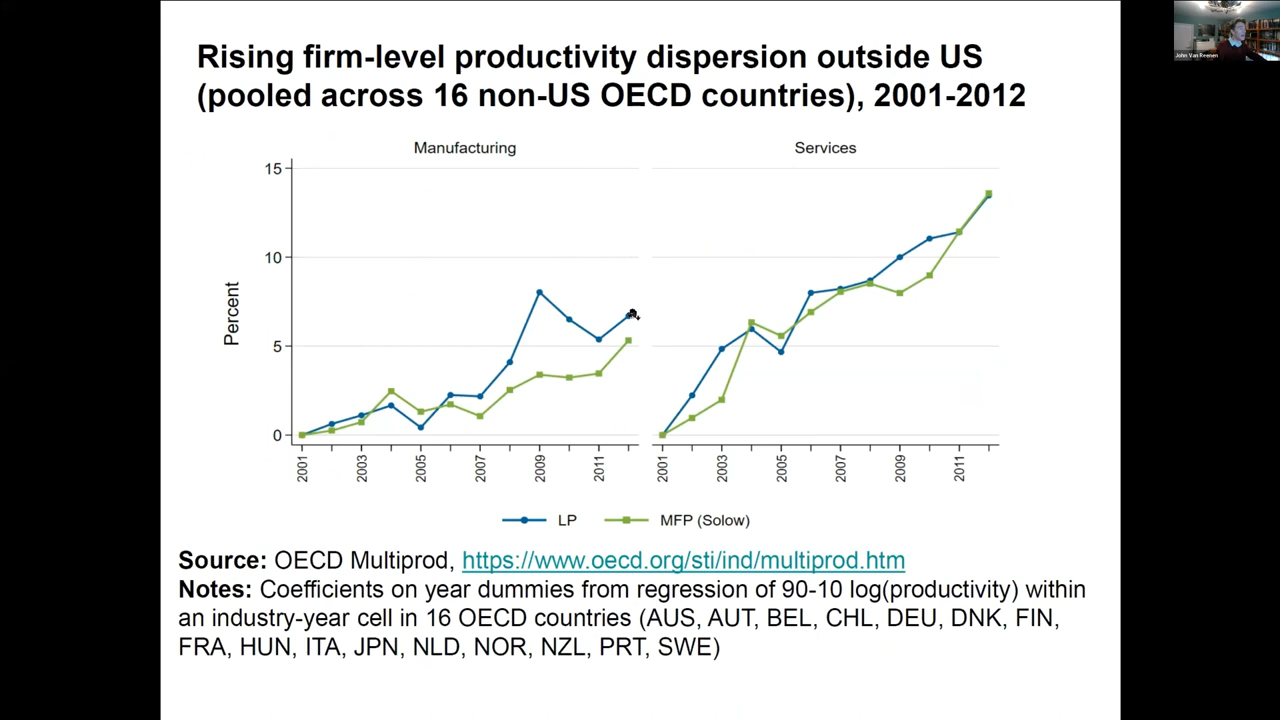 Rising firm-level productivity dispersion outside US
(pooled across 16 non-US OECD countries), 2001-2012
John Van Reenen
Manufacturing
Services
Percent
15
10
5
0
2001
2003
2005
2007
2009
2011
2001
2003
2005
2007
2009
2011
LP
MFP (Solow)
Source: OECD Multiprod, https://www.oecd.org/sti/ind/multiprod.htm
Notes: Coefficients on year dummies from regression of 90-10 log(productivity) within
an industry-year cell in 16 OECD countries (AUS, AUT, BEL, CHL, DEU, DNK, FIN,
FRA, HUN, ITA, JPN, NLD, NOR, NZL, PRT, SWE)